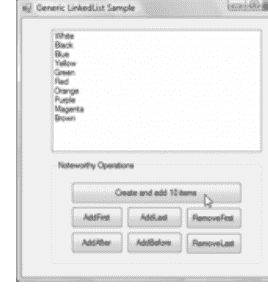 Generic LinkedList Sample
White
Black
Blue
Yellow
Green
Red
Orange
Purple
Magenta
Brown
Noteworthy Operations
Create and add 10 items
AddFirst AddLast RemoveFirst
AddAfter AddBefore RemoveLast